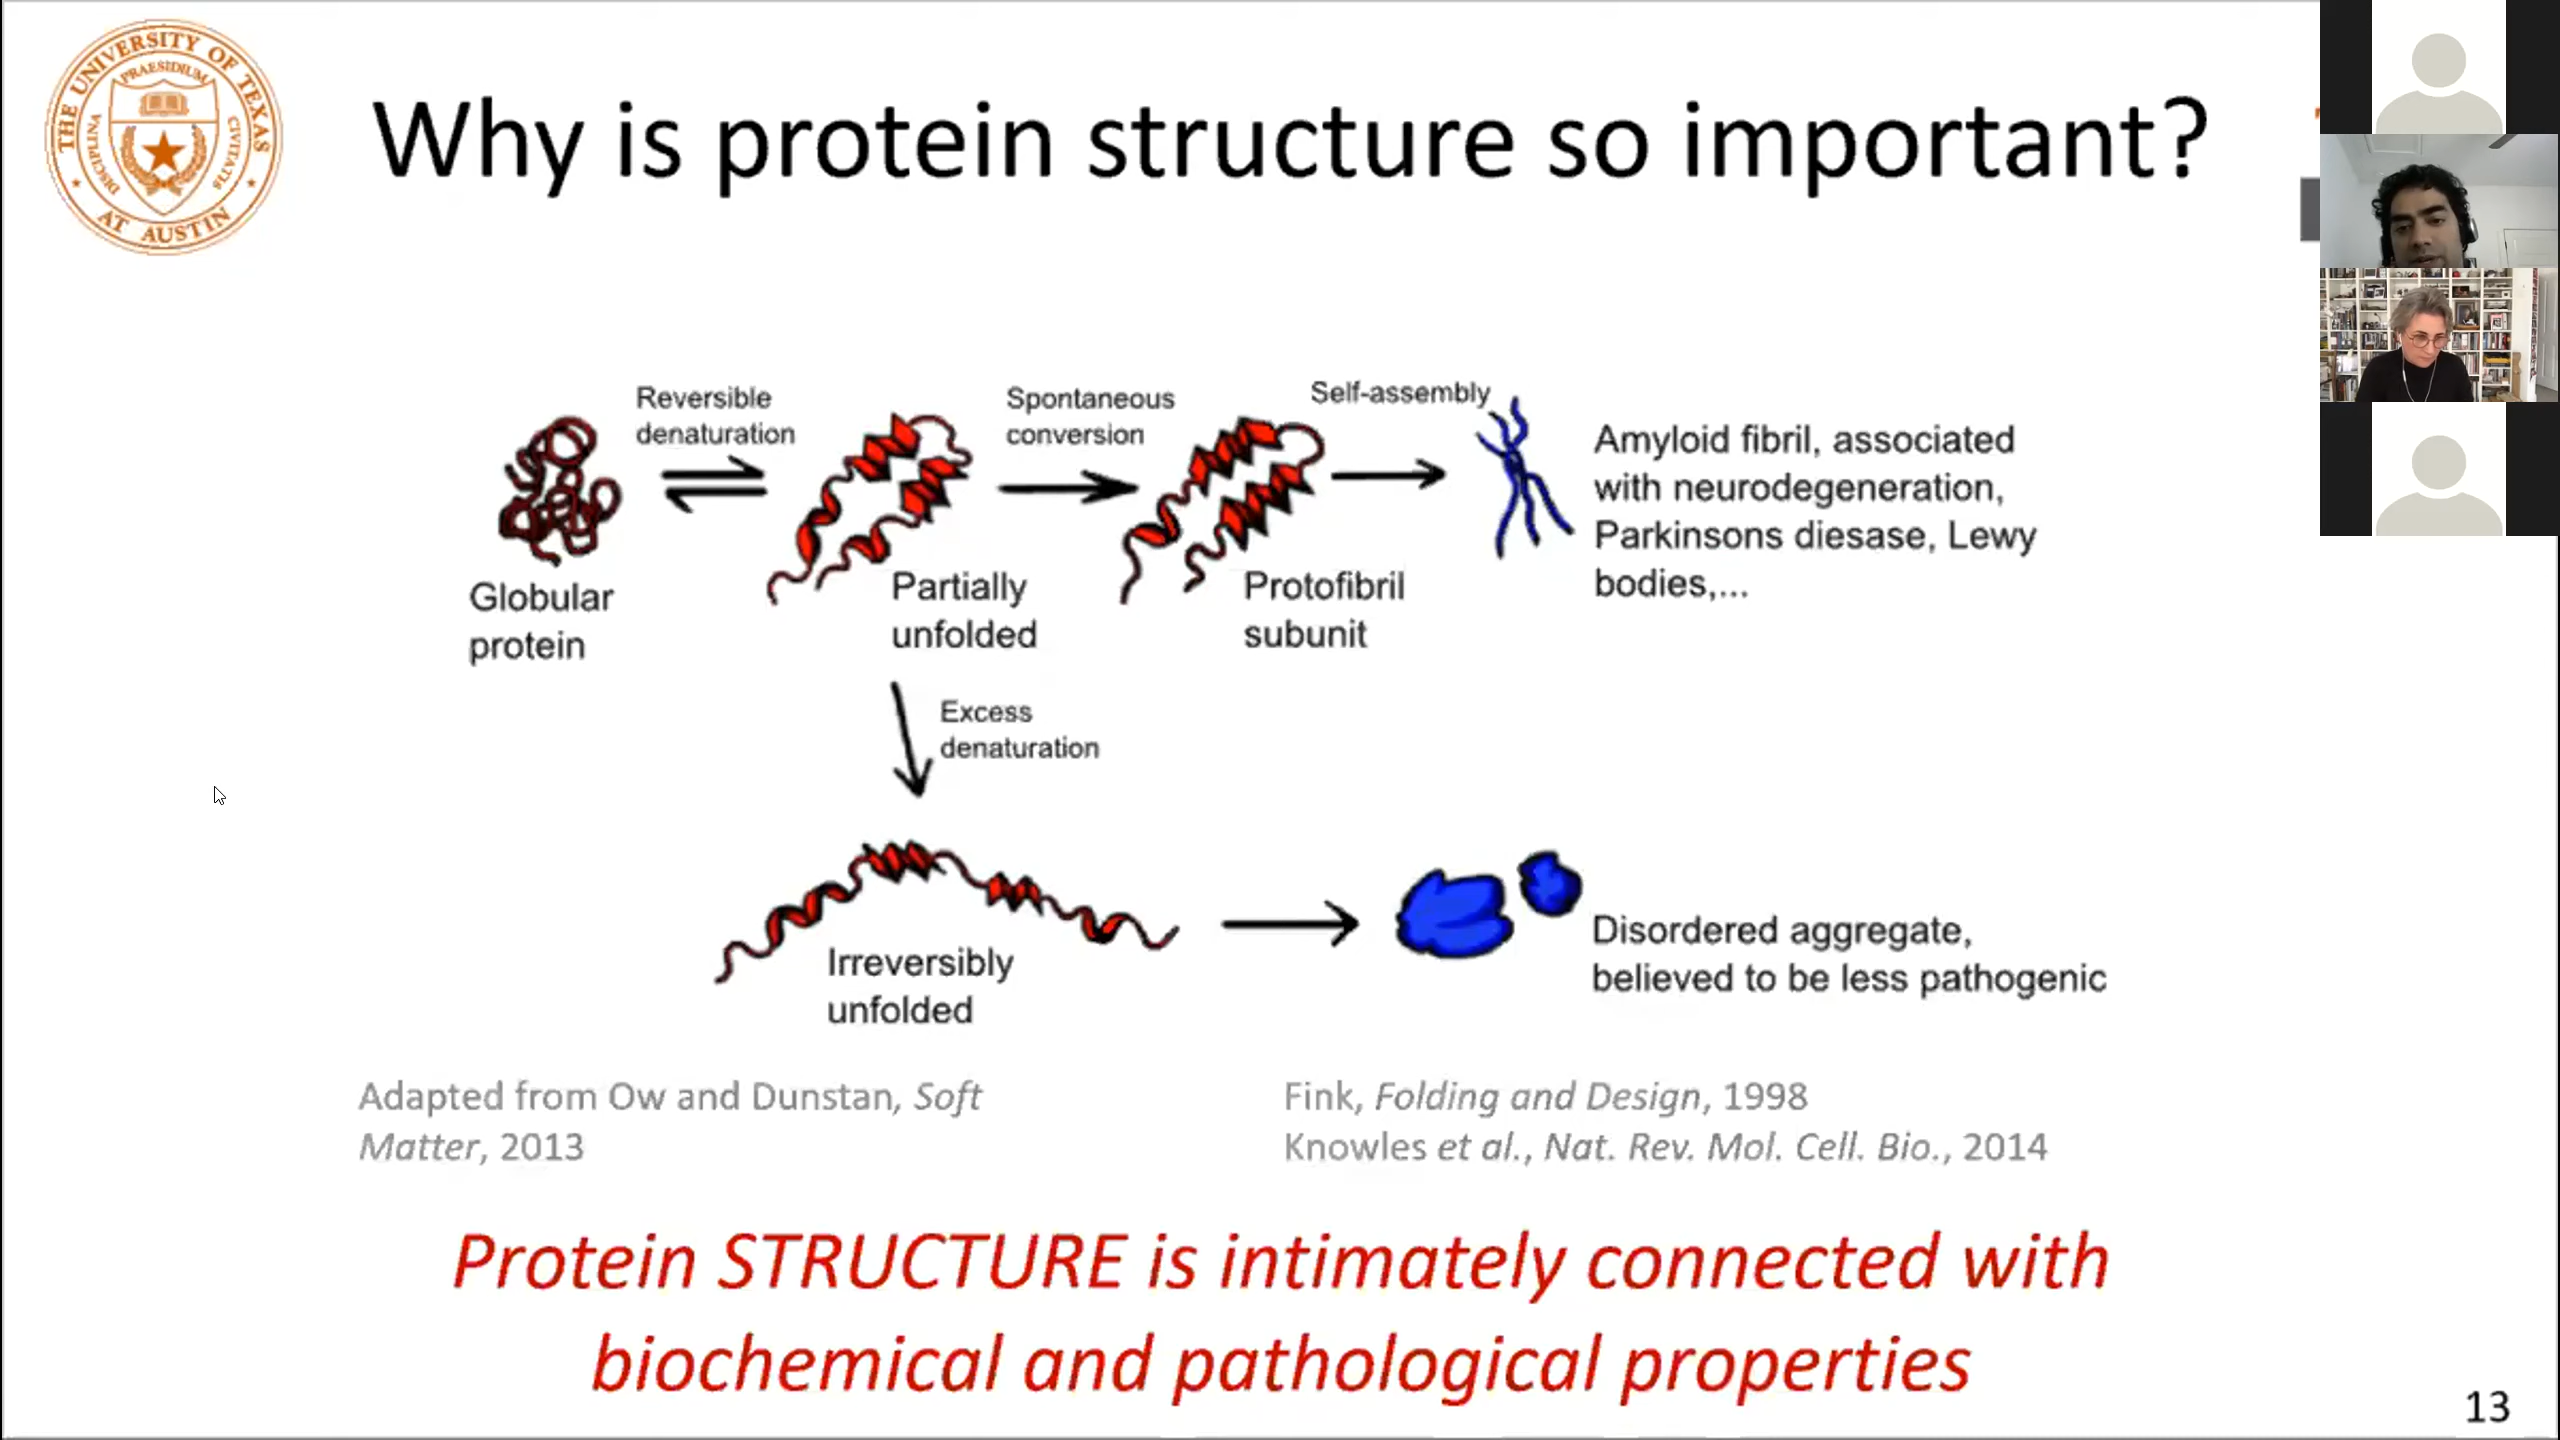 THE UNIVERSITY OF TEXAS
AT AUSTIN
PRAESIDIUM
DISCIPLINA
CIVITATIS
Why is protein structure so important?
Reversible
denaturation
Spontaneous
conversion
Self-assembly
Globular
protein
Partially
unfolded
Protofibril
subunit
Amyloid fibril, associated
with neurodegeneration,
Parkinsons diesase, Lewy
bodies,...
Excess
denaturation
Irreversibly
unfolded
Disordered aggregate,
believed to be less pathogenic
Adapted from Ow and Dunstan, Soft
Matter, 2013
Fink, Folding and Design, 1998
Knowles et al., Nat. Rev. Mol. Cell. Bio., 2014
Protein STRUCTURE is intimately connected with
biochemical and pathological properties
13